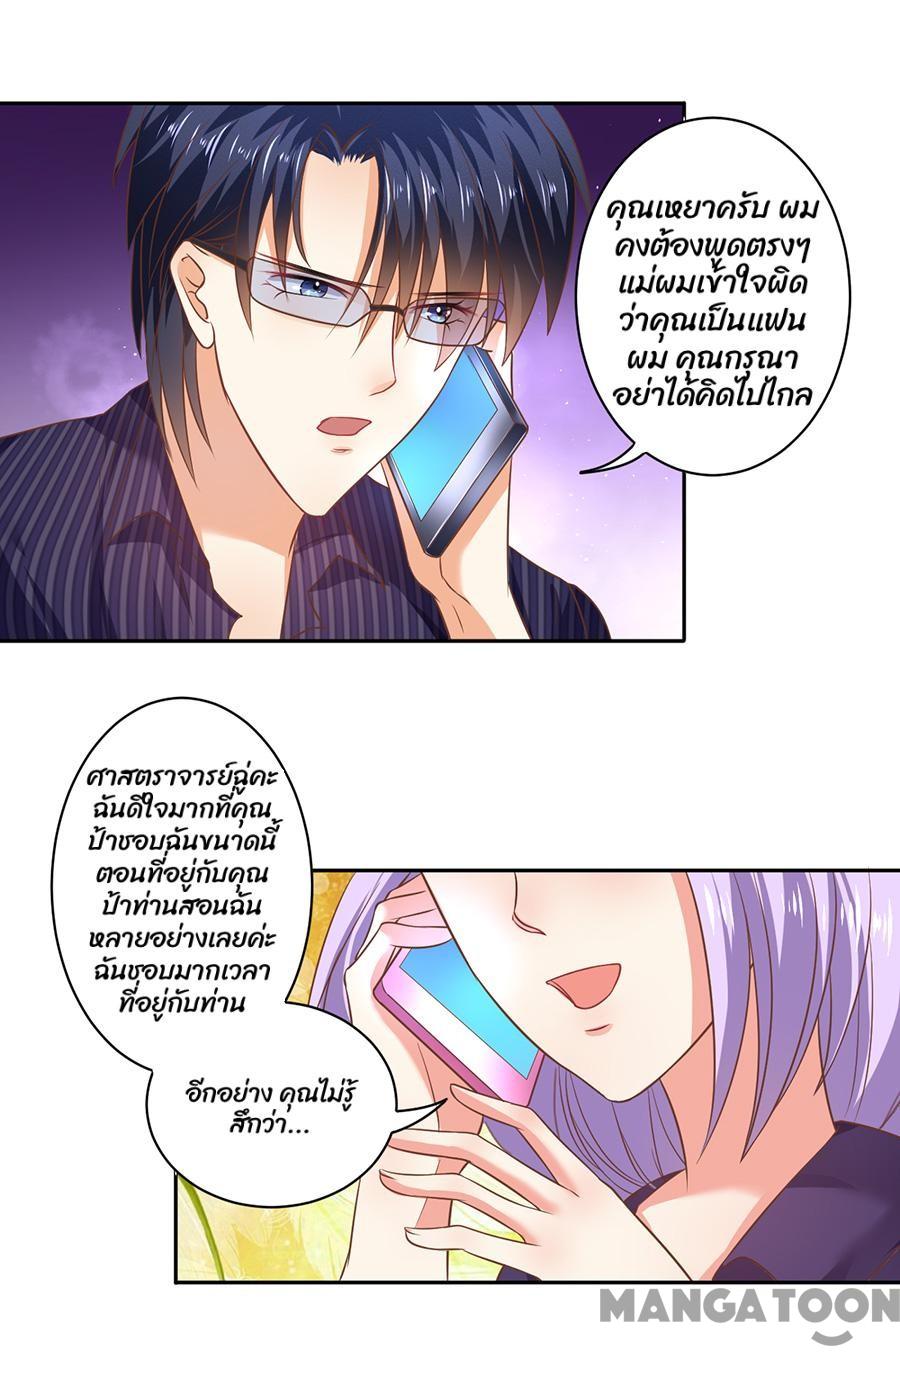 คุณเหยาครับ ผม
คงต้องพูดตรงๆ
แม่ผมเข้าใจผิด
ว่าคุณเป็นแฟน
ผม คุณกรุณา
อย่าได้คิดไปไกล
ศาสตราจารย์ฉู่คะ
ฉันดีใจมากที่คุณ
ป้าชอบฉันขนาดนี้
ตอนที่อยู่กับคุณ
ป้าท่านสอนฉัน
หลายอย่างเลยค่ะ
ฉันชอบมากเวลา
ที่อยู่กับท่าน
อีกอย่าง คุณไม่รู้
สึกว่า...
MANGATOON